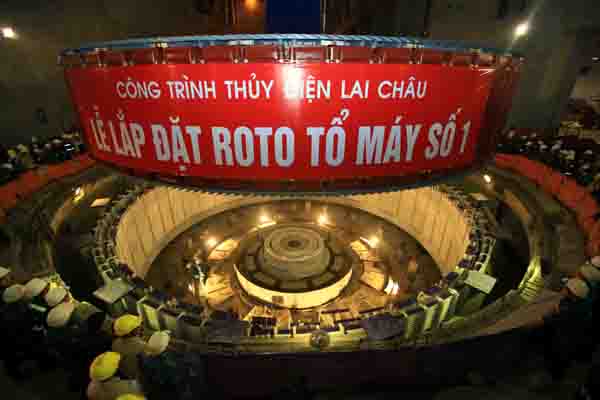 CÔNG TRÌNH THỦY ĐIỆN LAI CHÂU
LỄ LẮP ĐẶT ROTO TỔ MÁY SỐ 1